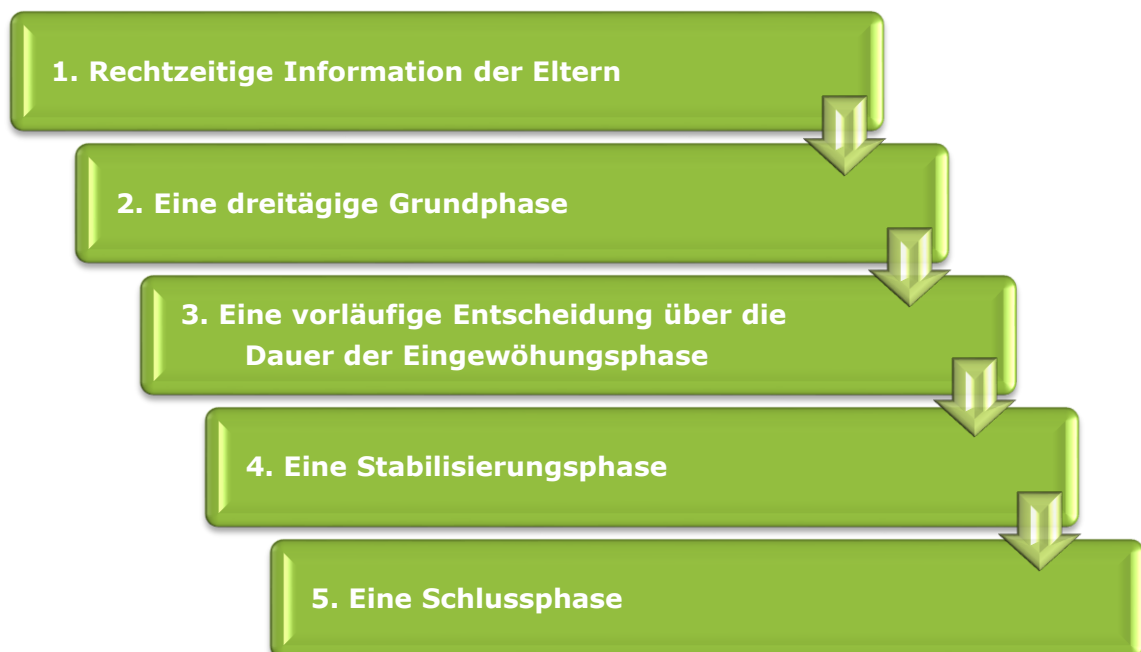 1. Rechtzeitige Information der Eltern
2. Eine dreitägige Grundphase
3. Eine vorläufige Entscheidung über die
Dauer der Eingewöhungsphase
4. Eine Stabilisierungsphase
5. Eine Schlussphase